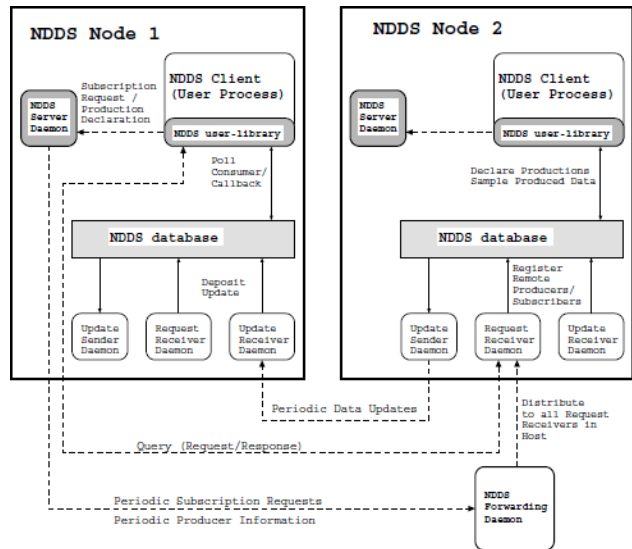 NDDS Node 1
NDDS Client
(User Process)
NDDS user-library
NDDS
Server
Daemon
Subscription
Request /
Production
Declaration
Poll
Consumer/
Callback
NDDS database
Deposit
Update
Update
Sender
Daemon
Request
Receiver
Daemon
Update
Receiver
Daemon
NDDS Node 2
NDDS Client
(User Process)
NDDS user-library
NDDS
Server
Daemon
Declare Productions
Sample Produced Data
NDDS database
Register
Remote
Producers/
Subscribers
Update
Sender
Daemon
Request
Receiver
Daemon
Update
Receiver
Daemon
Periodic Data Updates
Distribute
to all Request
Receivers in
Host
Query (Request/Response)
Periodic Subscription Requests
Periodic Producer Information
NDDS
Forwarding
Daemon